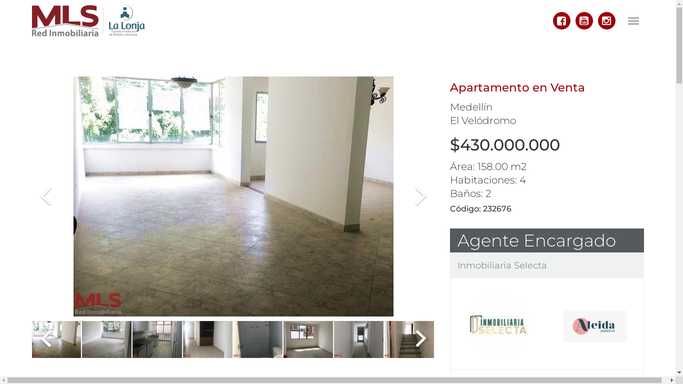 MLS
Red Inmobiliaria
La Lonja
Apartamento en Venta
Medellín
El Velódromo
$430.000.000
Área: 158.00 m2
Habitaciones: 4
Baños: 2
Código: 232676
MLS
Red Inmobiliaria
Agente Encargado
Inmobiliaria Selecta
INMOBILIARIA
SELECTA
Aleida